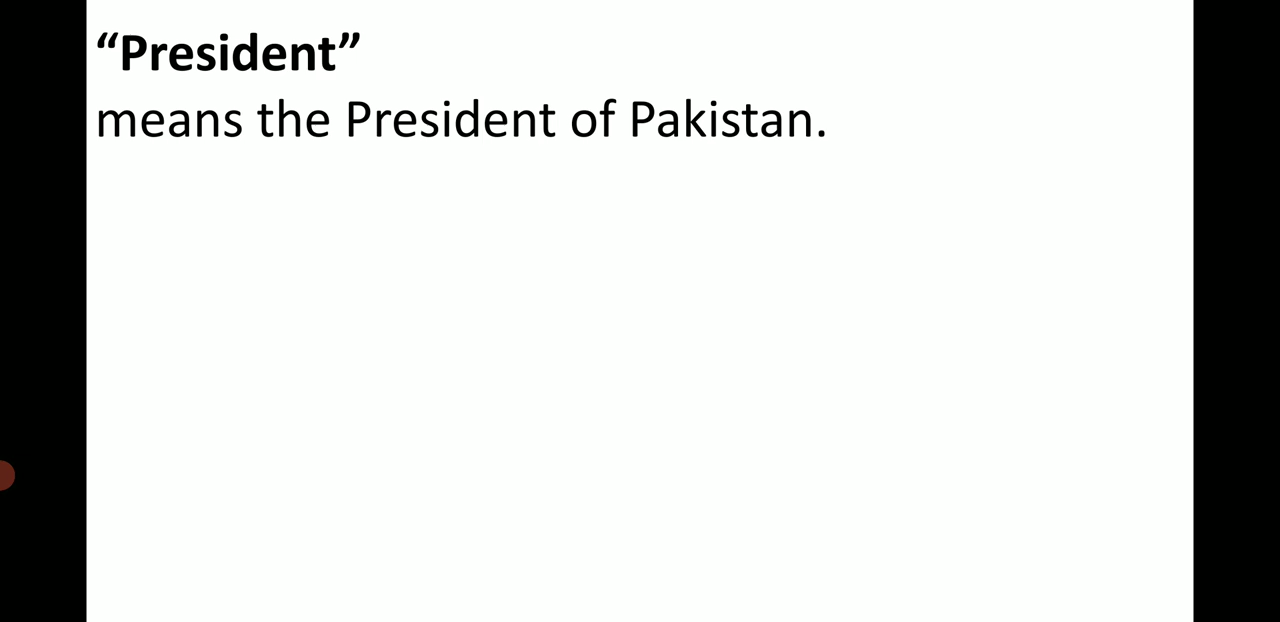 “President”
means the President of Pakistan.